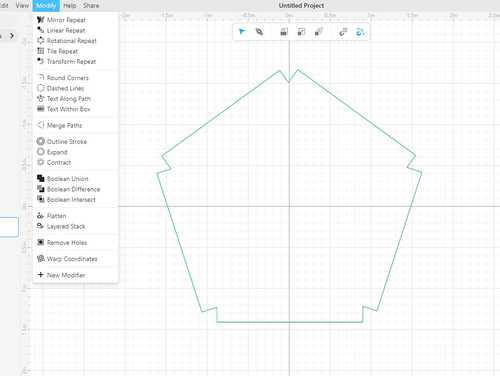 dit View Modify Help Share Untitled Project
Mirror Repeat
Linear Repeat
Rotational Repeat
Tile Repeat
Transform Repeat
Round Corners
Dashed Lines
Text Along Path
Text Within Box
Merge Paths
Outline Stroke
Expand
Contract
Boolean Union
Boolean Difference
Boolean Intersect
Flatten
Layered Stack
Remove Holes
Warp Coordinates
New Modifier